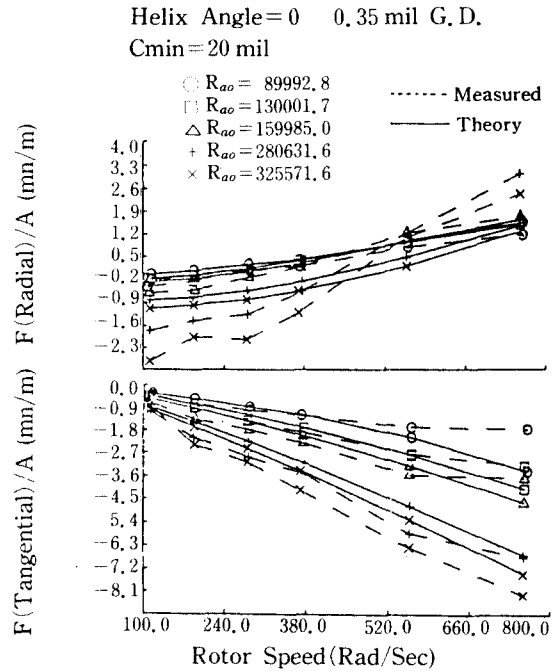 Helix Angle=0 0.35 mil G.D.
Cmin=20 mil
R_ao= 89992.8
R_ao=130001.7
R_ao=159985.0
R_ao=280631.6
R_ao=325571.6
Measured
Theory
F(Radial)/A (mn/m)
4.0
3.3
2.6
1.9
1.2
0.5
-0.2
-0.9
-1.6
-2.3
F(Tangential)/A (mn/m)
0.0
-0.9
-1.8
-2.7
-3.6
-4.5
-5.4
-6.3
-7.2
-8.1
100.0 240.0 380.0 520.0 660.0 800.0
Rotor Speed(Rad/Sec)